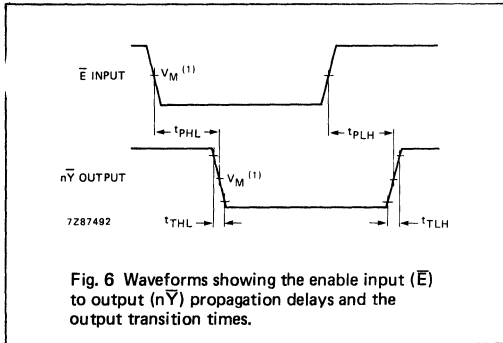 E̅ INPUT
V_M (1)
t_PHL
t_PLH
nY̅ OUTPUT
V_M (1)
7Z87492
t_THL
t_TLH
Fig. 6 Waveforms showing the enable input (E̅)
to output (nY̅) propagation delays and the
output transition times.